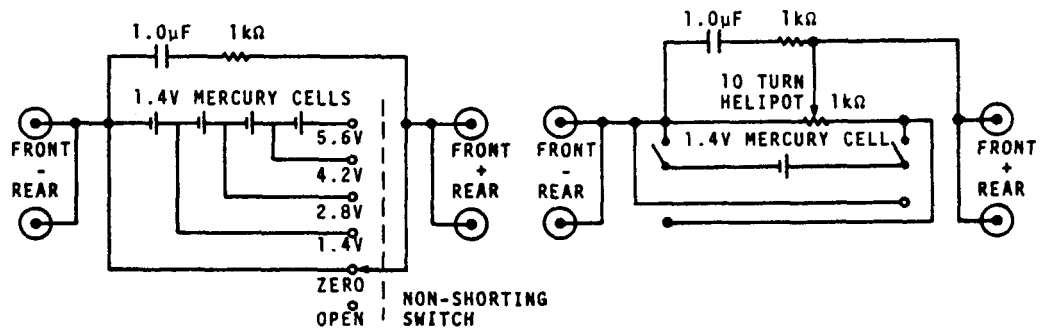 1.0µF 1kΩ
1.4V MERCURY CELLS
5.6V
4.2V
2.8V
1.4V
ZERO
OPEN
NON-SHORTING
SWITCH
FRONT
-
REAR
FRONT
+
REAR
1.0µF 1kΩ
10 TURN
HELIPOT
1kΩ
1.4V MERCURY CELL
FRONT
-
REAR
FRONT
+
REAR